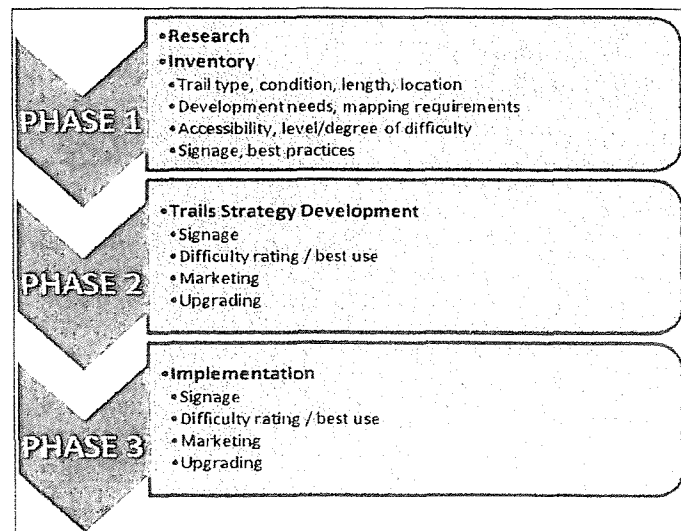 PHASE 1
•Research
•Inventory
•Trail type, condition, length, location
•Development needs, mapping requirements
•Accessibility, level/degree of difficulty
•Signage, best practices
PHASE 2
•Trails Strategy Development
•Signage
•Difficulty rating / best use
•Marketing
•Upgrading
PHASE 3
•Implementation
•Signage
•Difficulty rating / best use
•Marketing
•Upgrading